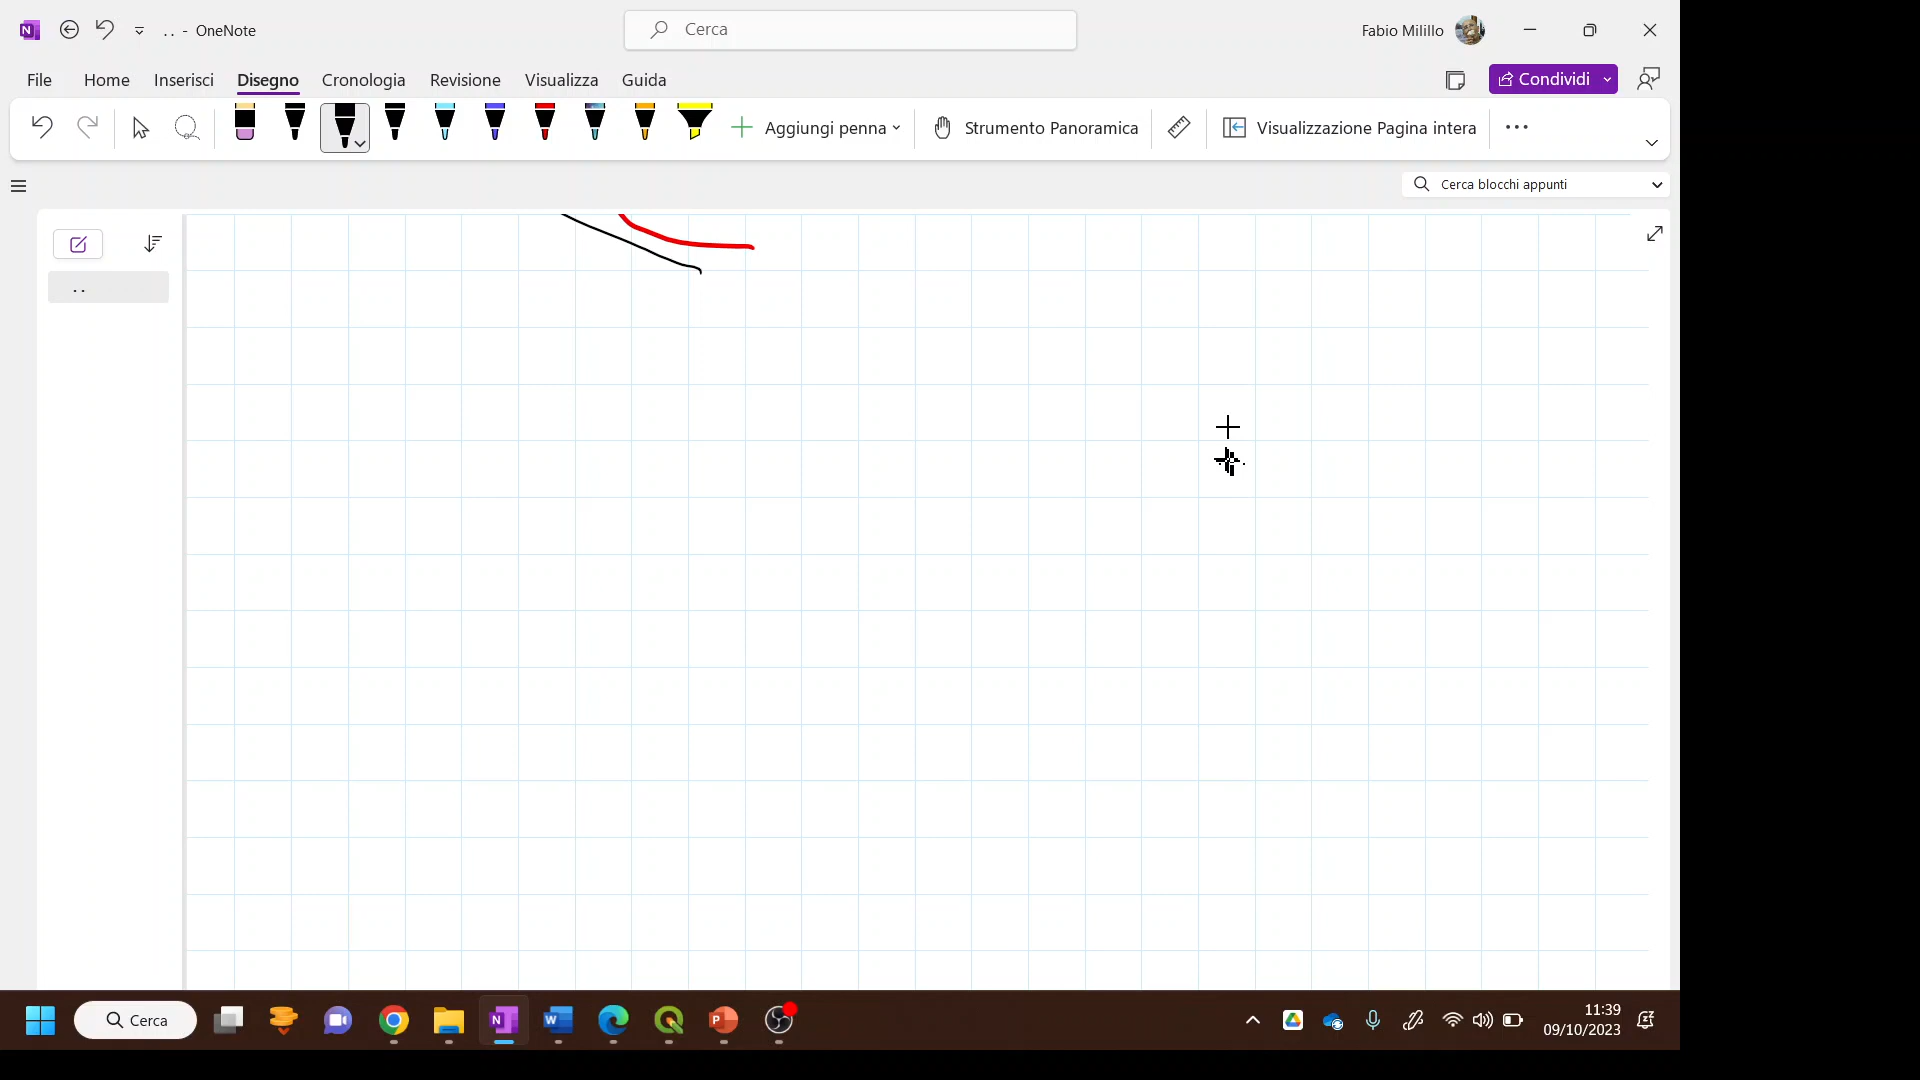 .. - OneNote
Cerca
Fabio Milillo
File Home Inserisci Disegno Cronologia Revisione Visualizza Guida
Condividi
Aggiungi penna
Strumento Panoramica
Visualizzazione Pagina intera
Cerca blocchi appunti
..
Cerca
11:39
09/10/2023